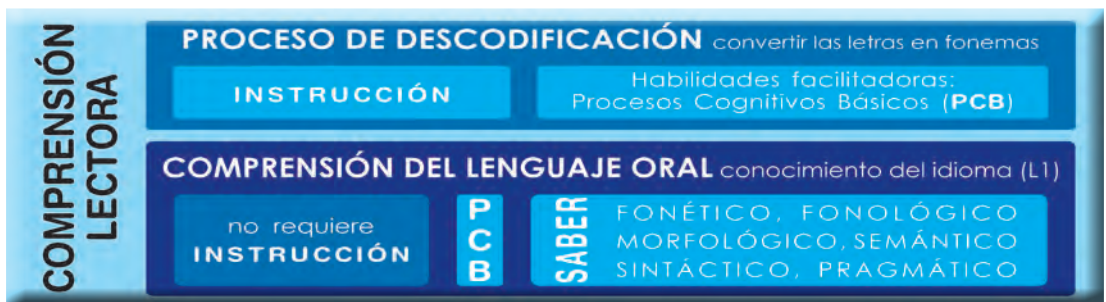 COMPRENSIÓN
LECTORA
PROCESO DE DESCODIFICACIÓN convertir las letras en fonemas
INSTRUCCIÓN
Habilidades facilitadoras:
Procesos Cognitivos Básicos (PCB)
COMPRENSIÓN DEL LENGUAJE ORAL conocimiento del idioma (L1)
no requiere
INSTRUCCIÓN
P
C
B
SABER
FONÉTICO, FONOLÓGICO
MORFOLÓGICO, SEMÁNTICO
SINTÁCTICO, PRAGMÁTICO